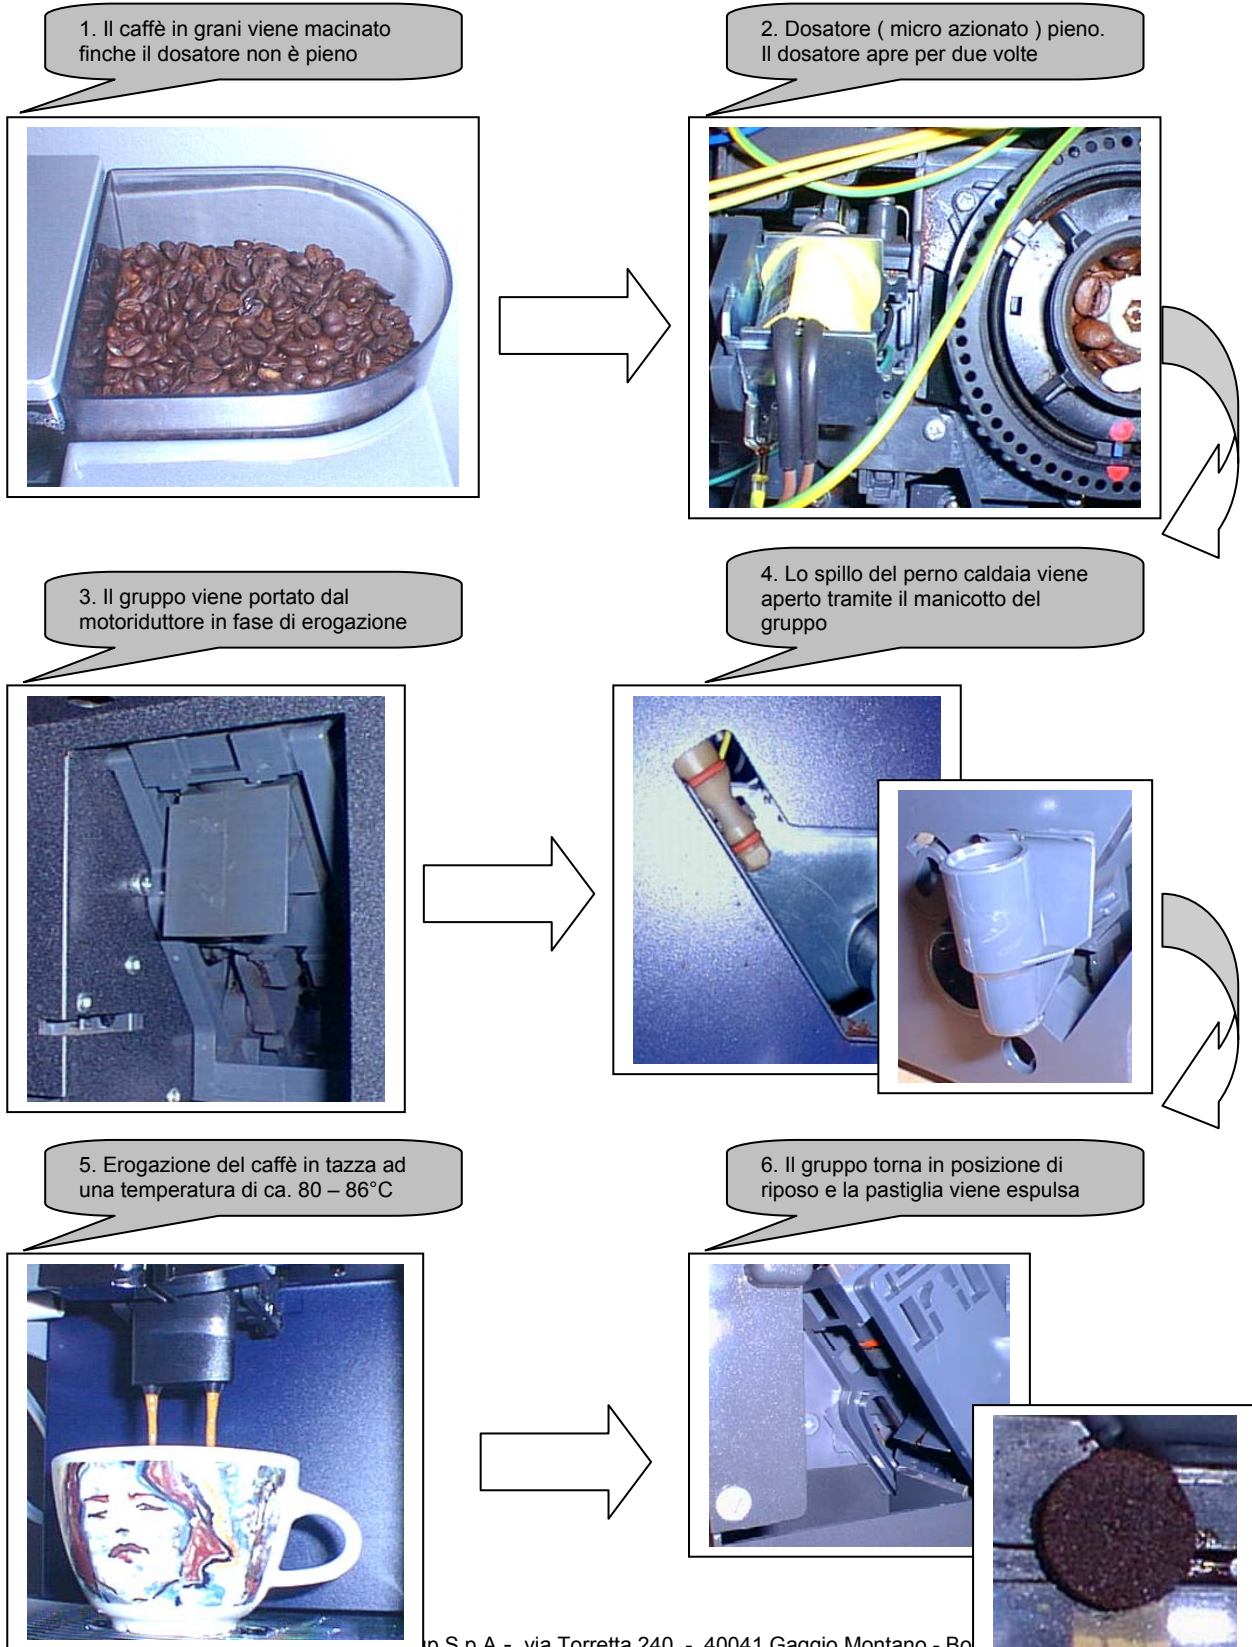 1. Il caffè in grani viene macinato
finche il dosatore non è pieno
2. Dosatore ( micro azionato ) pieno.
Il dosatore apre per due volte
3. Il gruppo viene portato dal
motoriduttore in fase di erogazione
4. Lo spillo del perno caldaia viene
aperto tramite il manicotto del
gruppo
5. Erogazione del caffè in tazza ad
una temperatura di ca. 80 – 86°C
6. Il gruppo torna in posizione di
riposo e la pastiglia viene espulsa
S.p.A - via Torretta 240 - 40041 Gaggio Montano -